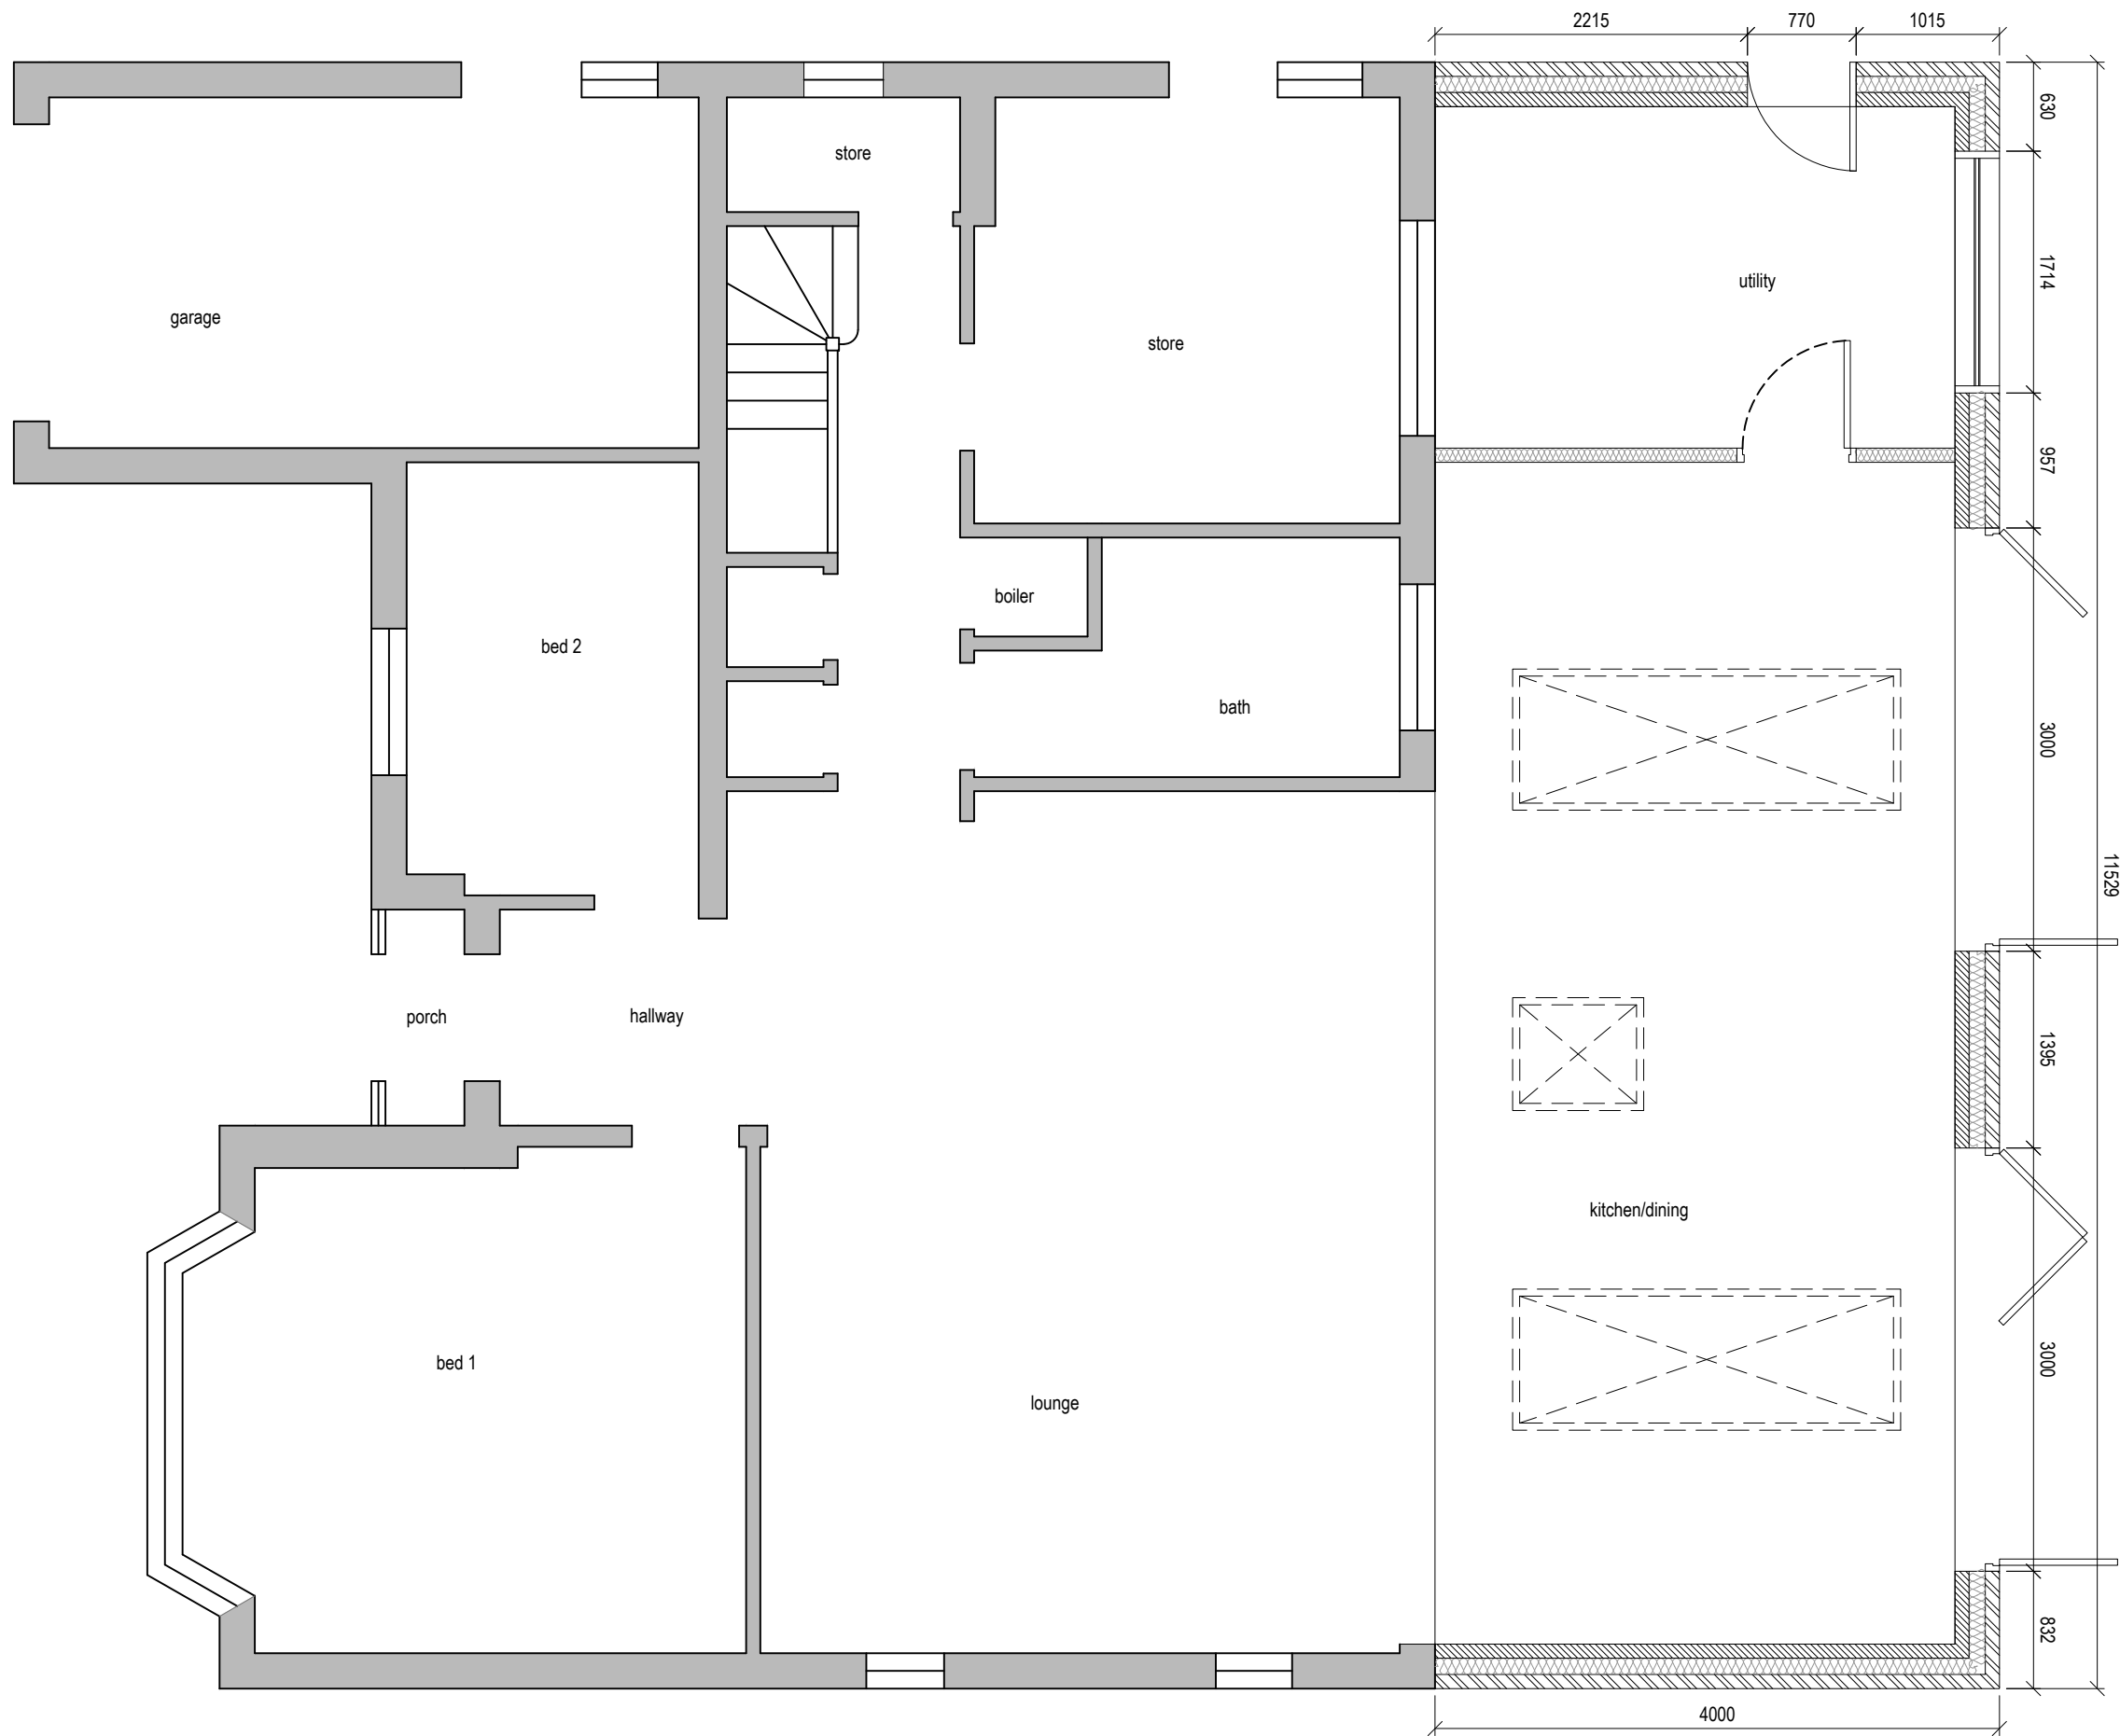 2215
770
1015
630
store
1714
utility
garage
store
957
boiler
bed 2
bath
3000
11529
porch
hallway
1395
kitchen/dining
bed 1
3000
lounge
832
4000